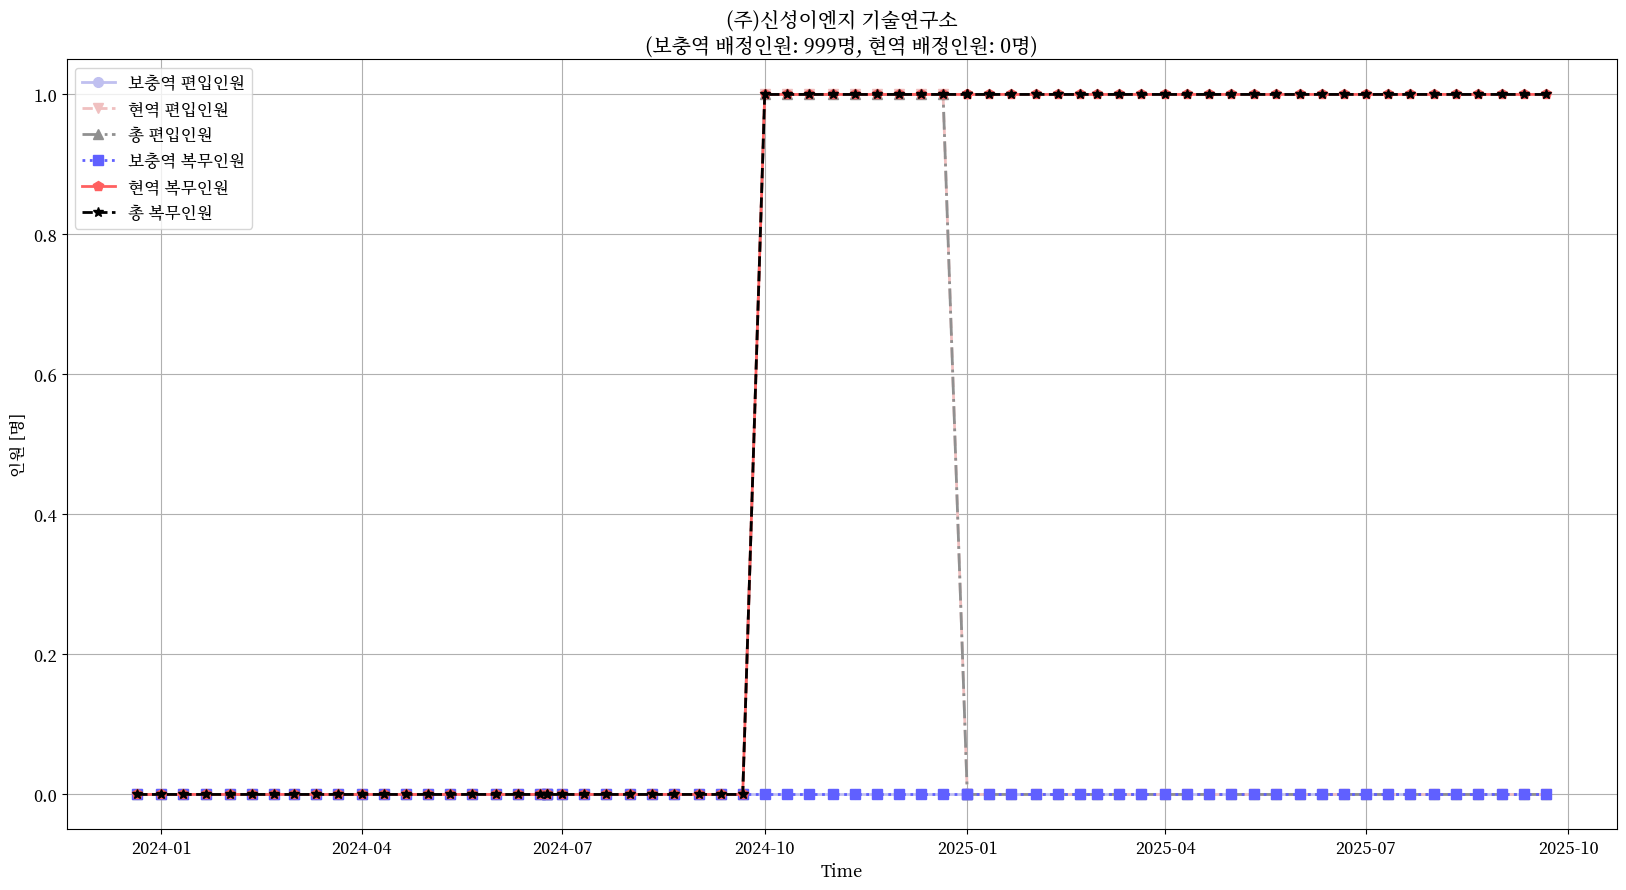 (주)신성이엔지 기술연구소
(보충역 배정인원: 999명, 현역 배정인원: 0명)
보충역 편입인원
현역 편입인원
총 편입인원
보충역 복무인원
현역 복무인원
총 복무인원
인원 [명]
1.0
0.8
0.6
0.4
0.2
0.0
2024-01
2024-04
2024-07
2024-10
2025-01
2025-04
2025-07
2025-10
Time